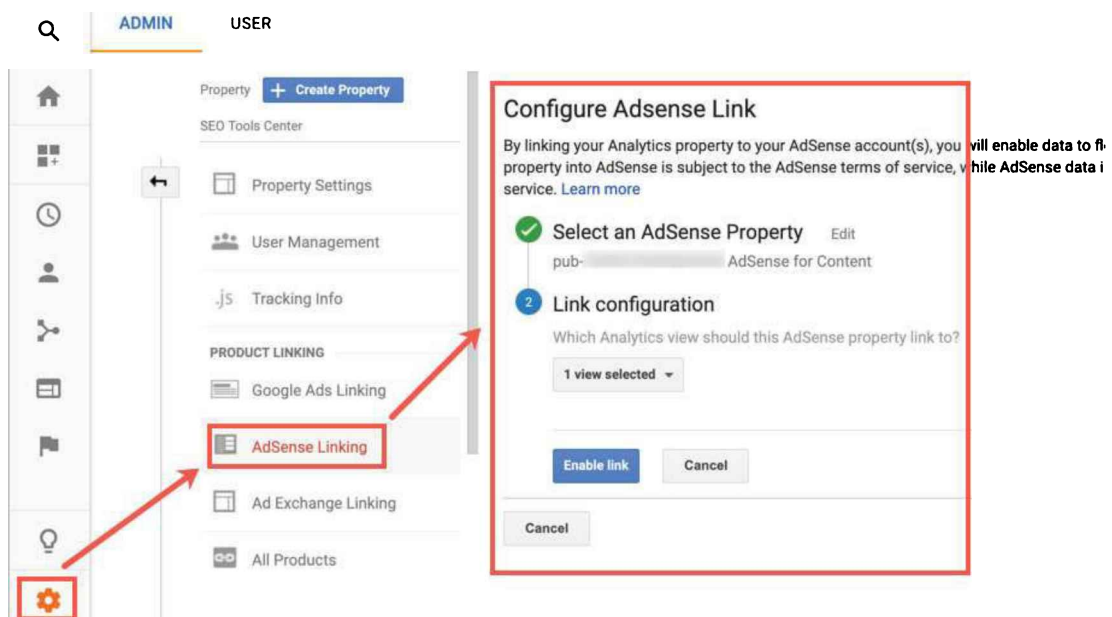 ADMIN USER
Property + Create Property
SEO Tools Center
Property Settings
User Management
.js Tracking Info
PRODUCT LINKING
Google Ads Linking
AdSense Linking
Ad Exchange Linking
All Products
Configure Adsense Link
By linking your Analytics property to your AdSense account(s), you will enable data to fl
property into AdSense is subject to the AdSense terms of service, while AdSense data i
service. Learn more
Select an AdSense Property Edit
pub- AdSense for Content
2 Link configuration
Which Analytics view should this AdSense property link to?
1 view selected
Enable link Cancel
Cancel